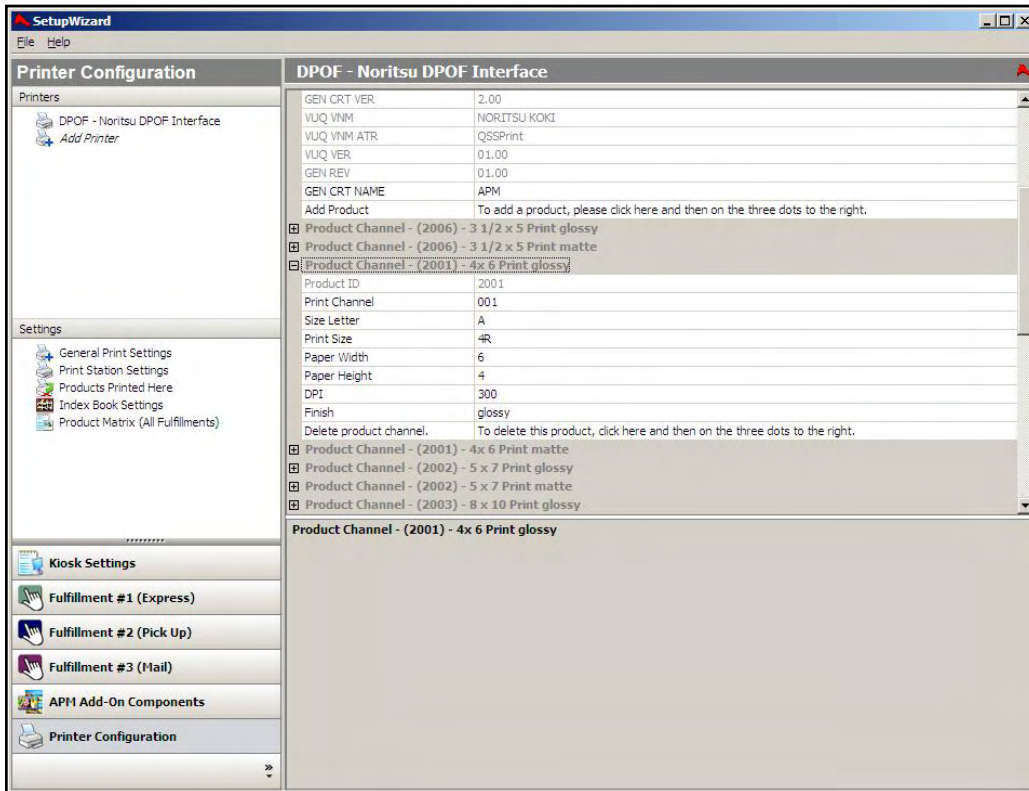 SetupWizard
File Help
Printer Configuration
Printers
DPOF - Noritsu DPOF Interface
Add Printer
Settings
General Print Settings
Print Station Settings
Products Printed Here
Index Book Settings
Product Matrix (All Fulfillments)
Kiosk Settings
Fulfillment #1 (Express)
Fulfillment #2 (Pick Up)
Fulfillment #3 (Mail)
APM Add-On Components
Printer Configuration
DPOF - Noritsu DPOF Interface
GEN CRT VER 2.00
VUQ VNM NORITSU KOKI
VUQ VNM ATR QSSPrint
VUQ VER 01.00
GEN REV 01.00
GEN CRT NAME APM
Add Product To add a product, please click here and then on the three dots to the right.
Product Channel - (2006) - 3 1/2 x 5 Print glossy
Product Channel - (2006) - 3 1/2 x 5 Print matte
Product Channel - (2001) - 4x 6 Print glossy
Product ID 2001
Print Channel 001
Size Letter A
Print Size 4R
Paper Width 6
Paper Height 4
DPI 300
Finish glossy
Delete product channel. To delete this product, click here and then on the three dots to the right.
Product Channel - (2001) - 4x 6 Print matte
Product Channel - (2002) - 5 x 7 Print glossy
Product Channel - (2002) - 5 x 7 Print matte
Product Channel - (2003) - 8 x 10 Print glossy
Product Channel - (2001) - 4x 6 Print glossy